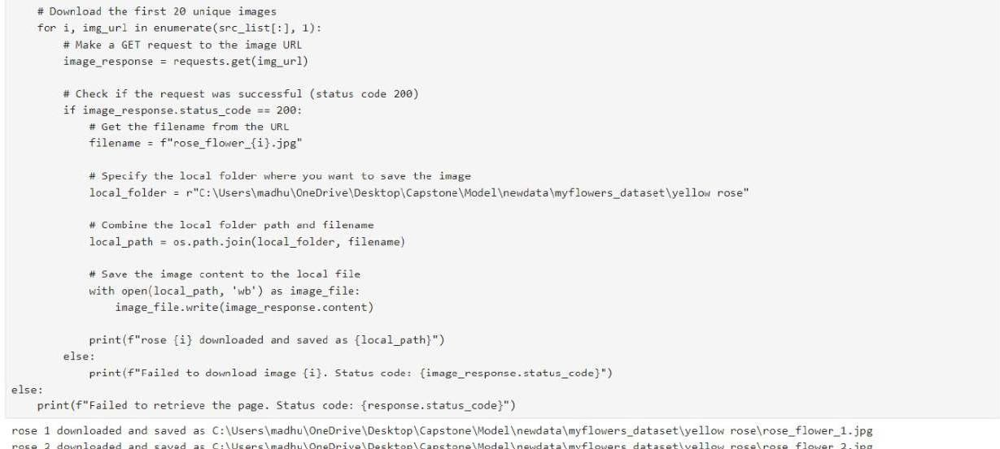 # Download the first 20 unique images
for i, img_url in enumerate(src_list[:], 1):
# Make a GET request to the image URL
image_response = requests.get(img_url)
# Check if the request was successful (status code 200)
if image_response.status_code == 200:
# Get the filename from the URL
filename = f"rose_flower_{i}.jpg"
# Specify the local folder where you want to save the image
local_folder = r"C:\Users\madhu\OneDrive\Desktop\Capstone\Model\newdata\myflowers_dataset\yellow rose"
# Combine the local folder path and filename
local_path = os.path.join(local_folder, filename)
# Save the image content to the local file
with open(local_path, 'wb') as image_file:
image_file.write(image_response.content)
print(f"rose {i} downloaded and saved as {local_path}")
else:
print(f"Failed to download image {i}. Status code: {image_response.status_code}")
else:
print(f"Failed to retrieve the page. Status code: {response.status_code}")
rose 1 downloaded and saved as C:\Users\madhu\OneDrive\Desktop\Capstone\Model\newdata\myflowers_dataset\yellow rose\rose_flower_1.jpg
rose 2 downloaded and saved as C:\Users\madhu\OneDrive\Desktop\Capstone\Model\newdata\myflowers_dataset\yellow rose\rose_flower_2.jpg